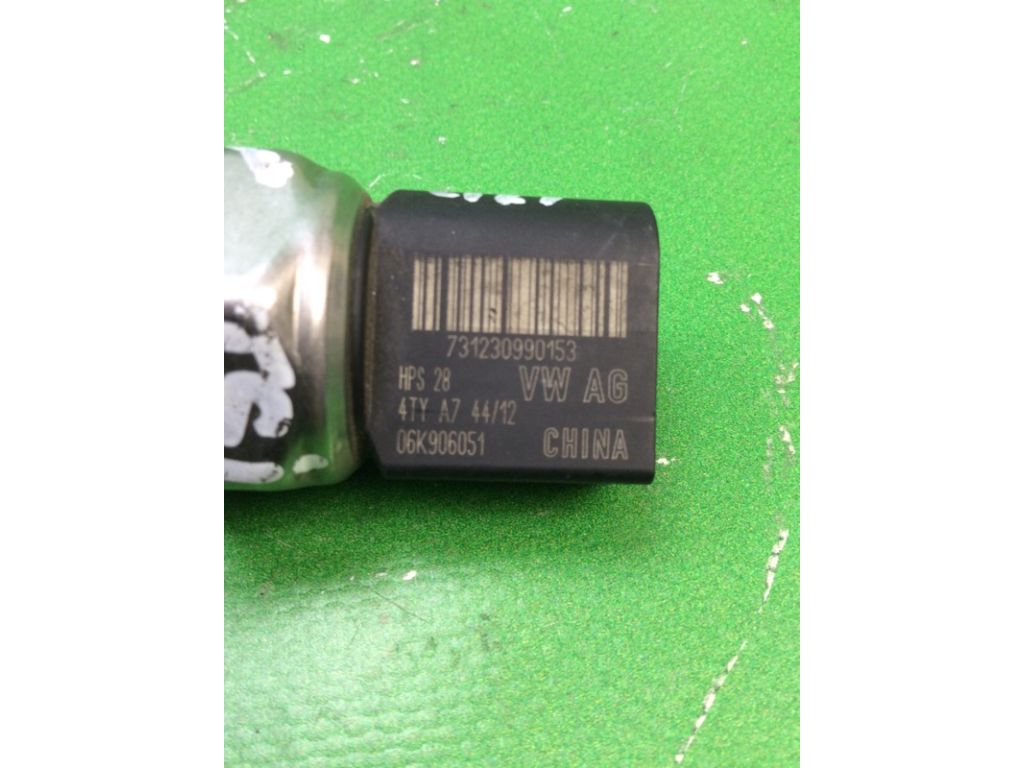 731230990153
HPS 28 VW AG
4TY A7 44/12
06K906051 CHINA